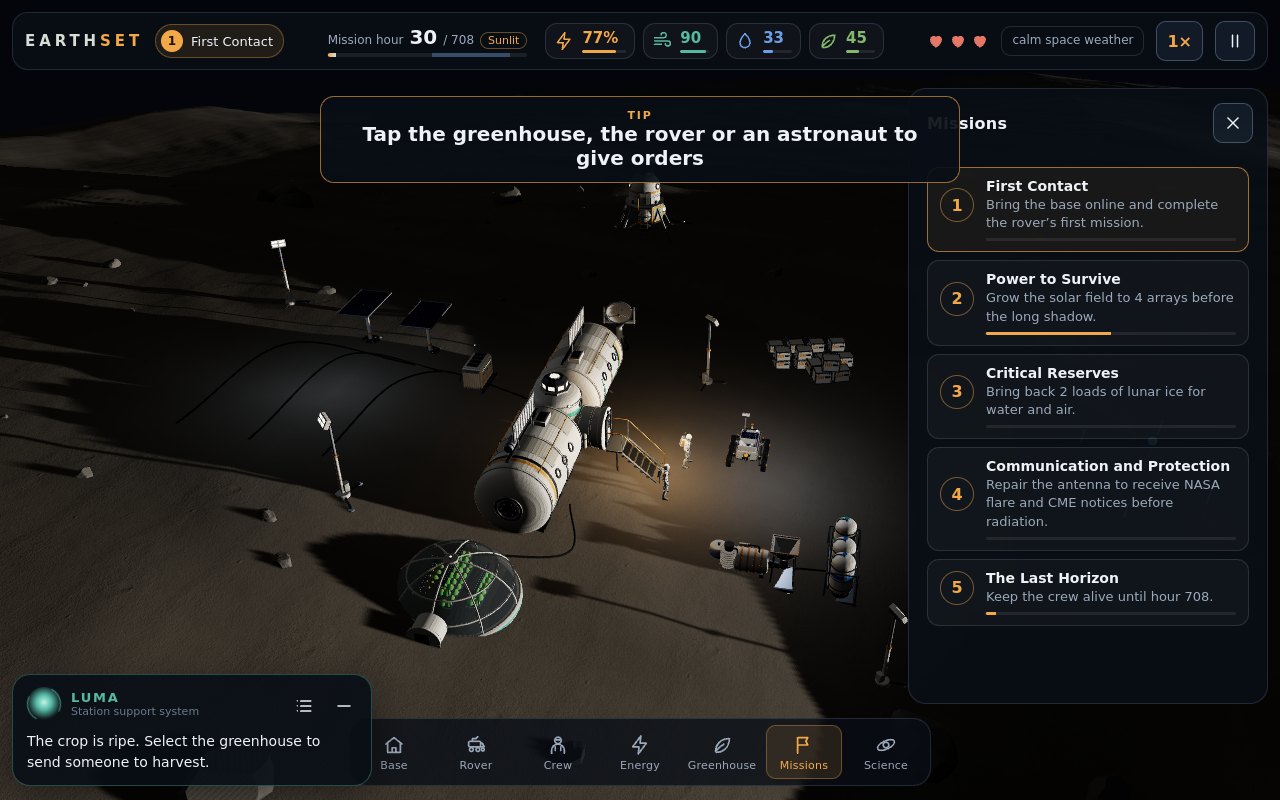 EARTHSET
1 First Contact
Mission hour 30 / 708 Sunlit
77%
90
33
45
calm space weather
1×
TIP
Tap the greenhouse, the rover or an astronaut to
give orders
Missions
1
First Contact
Bring the base online and complete
the rover’s first mission.
2
Power to Survive
Grow the solar field to 4 arrays before
the long shadow.
3
Critical Reserves
Bring back 2 loads of lunar ice for
water and air.
4
Communication and Protection
Repair the antenna to receive NASA
flare and CME notices before
radiation.
5
The Last Horizon
Keep the crew alive until hour 708.
LUMA
Station support system
The crop is ripe. Select the greenhouse to
send someone to harvest.
Base
Rover
Crew
Energy
Greenhouse
Missions
Science